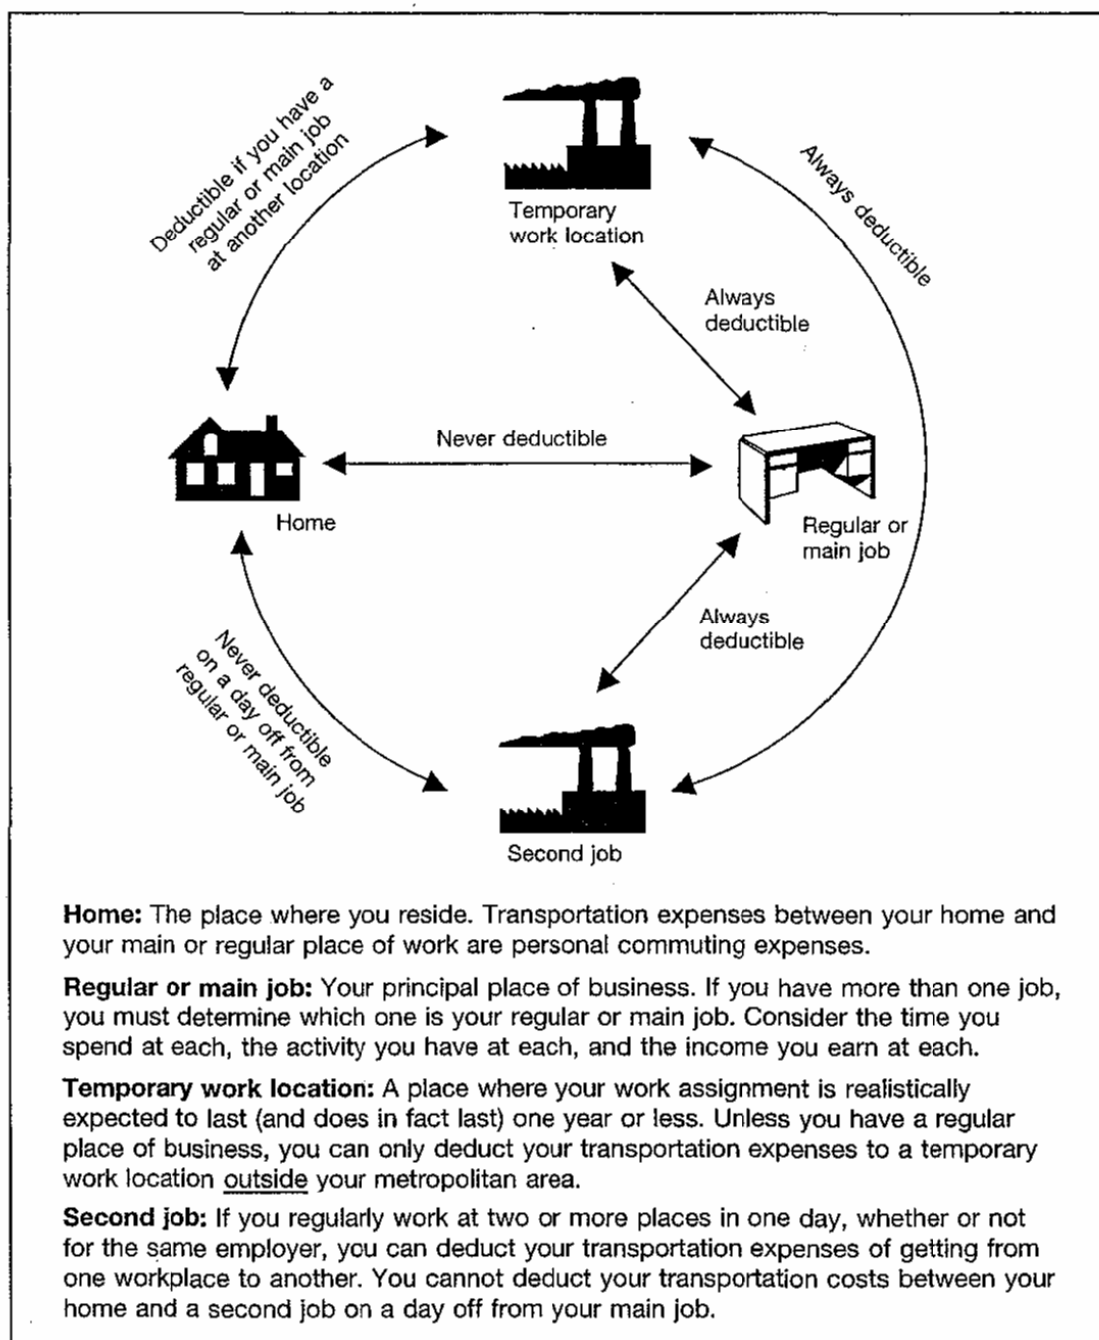 Deductible if you have a
regular or main job
at another location
Temporary
work location
Always deductible
Always
deductible
Never deductible
Home
Regular or
main job
Always
deductible
Never deductible
on a day off from
regular or main job
Second job
Home: The place where you reside. Transportation expenses between your home and
your main or regular place of work are personal commuting expenses.
Regular or main job: Your principal place of business. If you have more than one job,
you must determine which one is your regular or main job. Consider the time you
spend at each, the activity you have at each, and the income you earn at each.
Temporary work location: A place where your work assignment is realistically
expected to last (and does in fact last) one year or less. Unless you have a regular
place of business, you can only deduct your transportation expenses to a temporary
work location outside your metropolitan area.
Second job: If you regularly work at two or more places in one day, whether or not
for the same employer, you can deduct your transportation expenses of getting from
one workplace to another. You cannot deduct your transportation costs between your
home and a second job on a day off from your main job.